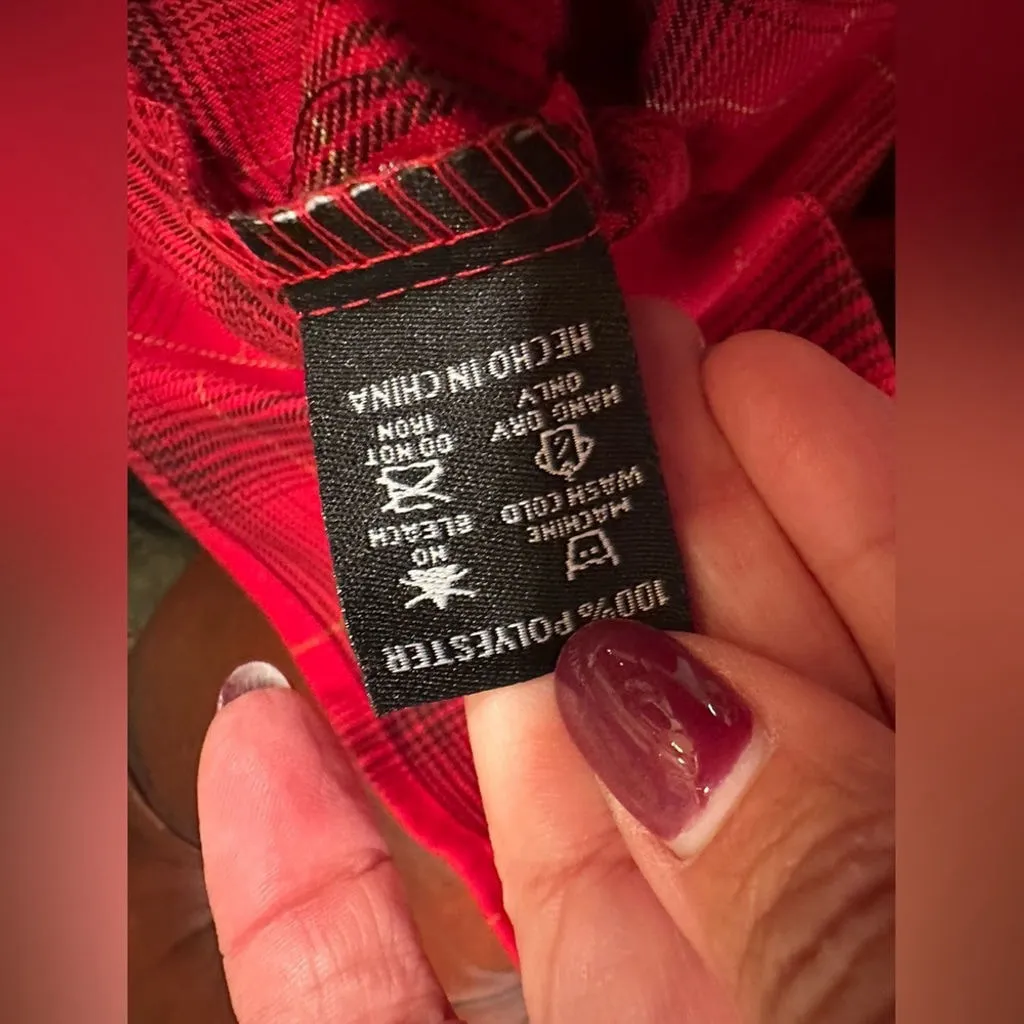 100% POLYESTER
MACHINE
WASH COLD
NO
BLEACH
HANG DRY
ONLY
DO NOT
IRON
HECHO IN CHINA